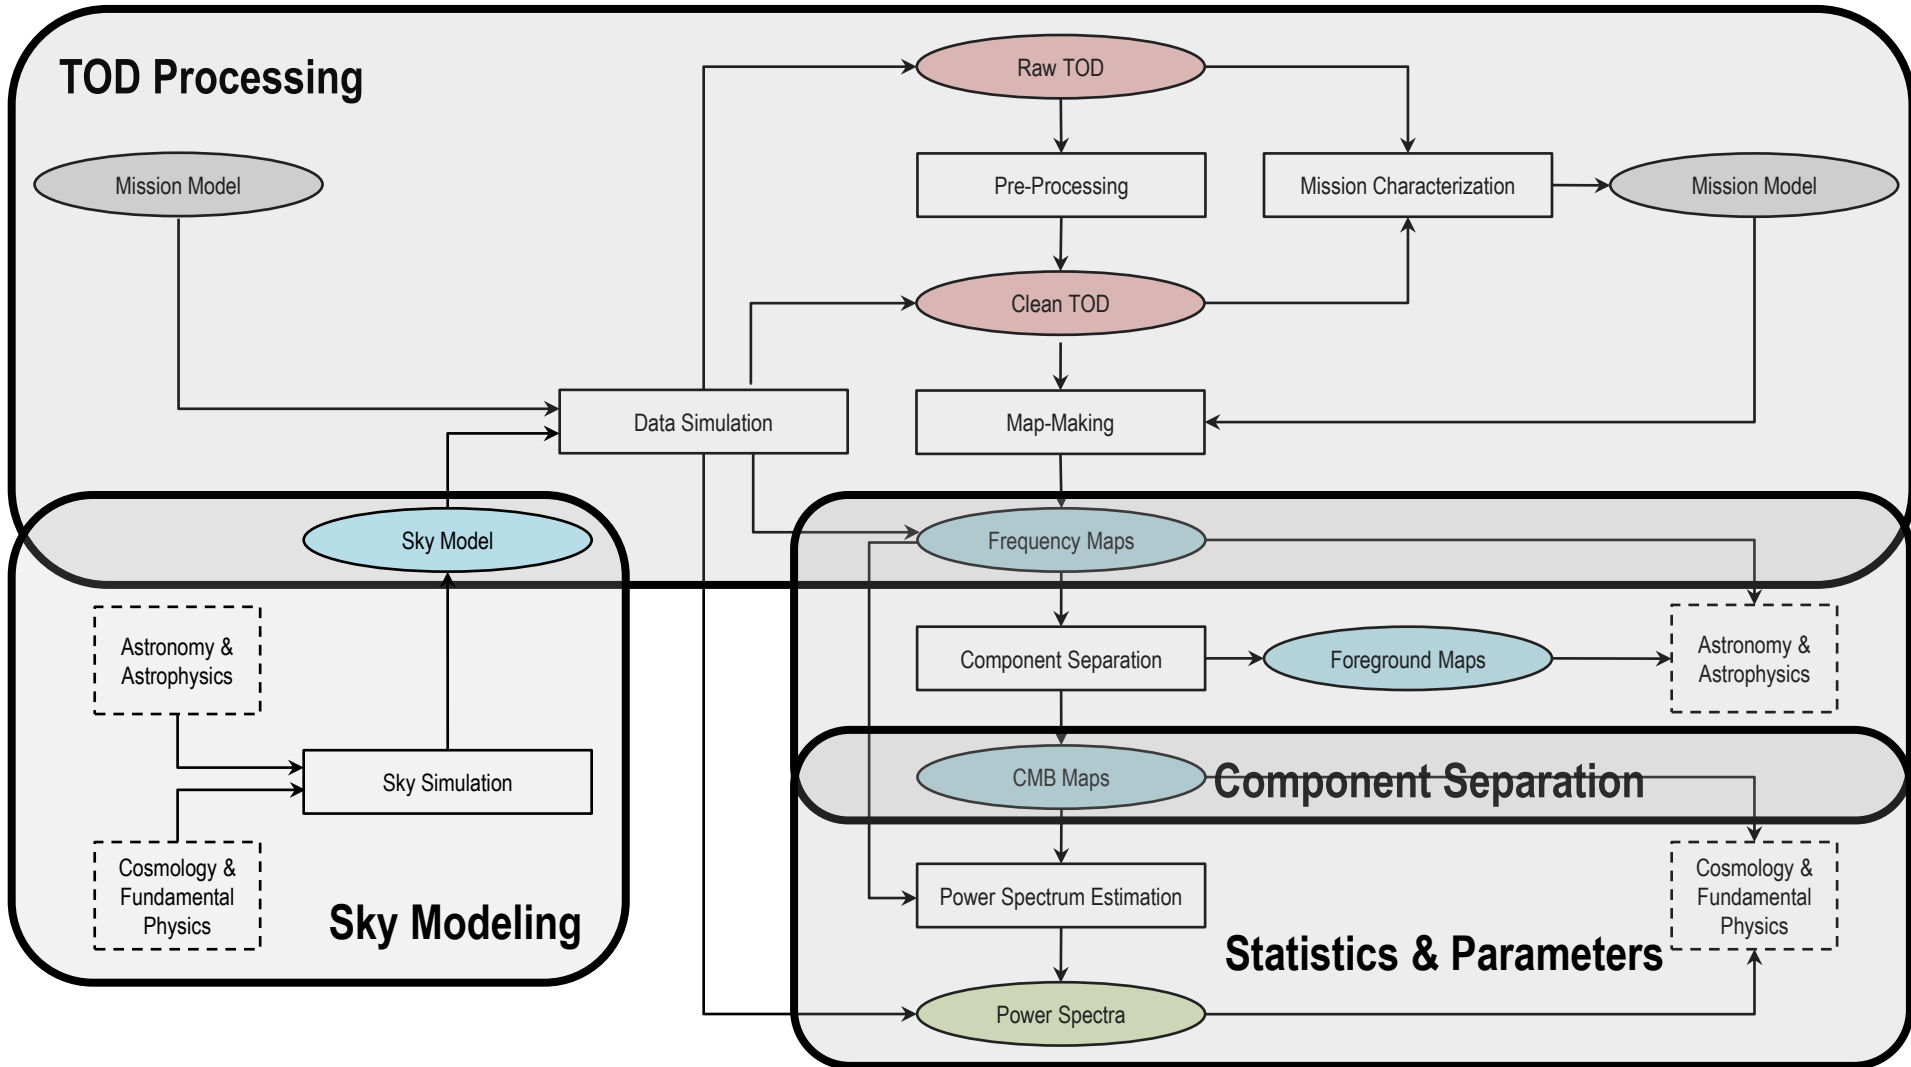 TOD Processing
Raw TOD
Mission Model
Pre-Processing
Mission Characterization
Mission Model
Clean TOD
Data Simulation
Map-Making
Sky Model
Frequency Maps
Astronomy &
Astrophysics
Component Separation
Foreground Maps
Astronomy &
Astrophysics
Sky Simulation
CMB Maps
Component Separation
Cosmology &
Fundamental
Physics
Sky Modeling
Power Spectrum Estimation
Cosmology &
Fundamental
Physics
Statistics & Parameters
Power Spectra